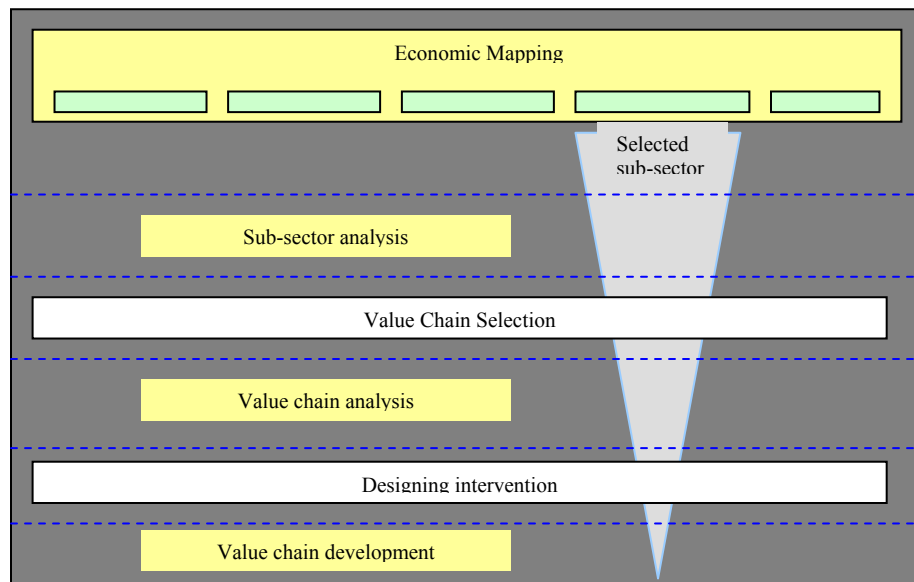 Economic Mapping
Selected
sub-sector
Sub-sector analysis
Value Chain Selection
Value chain analysis
Designing intervention
Value chain development